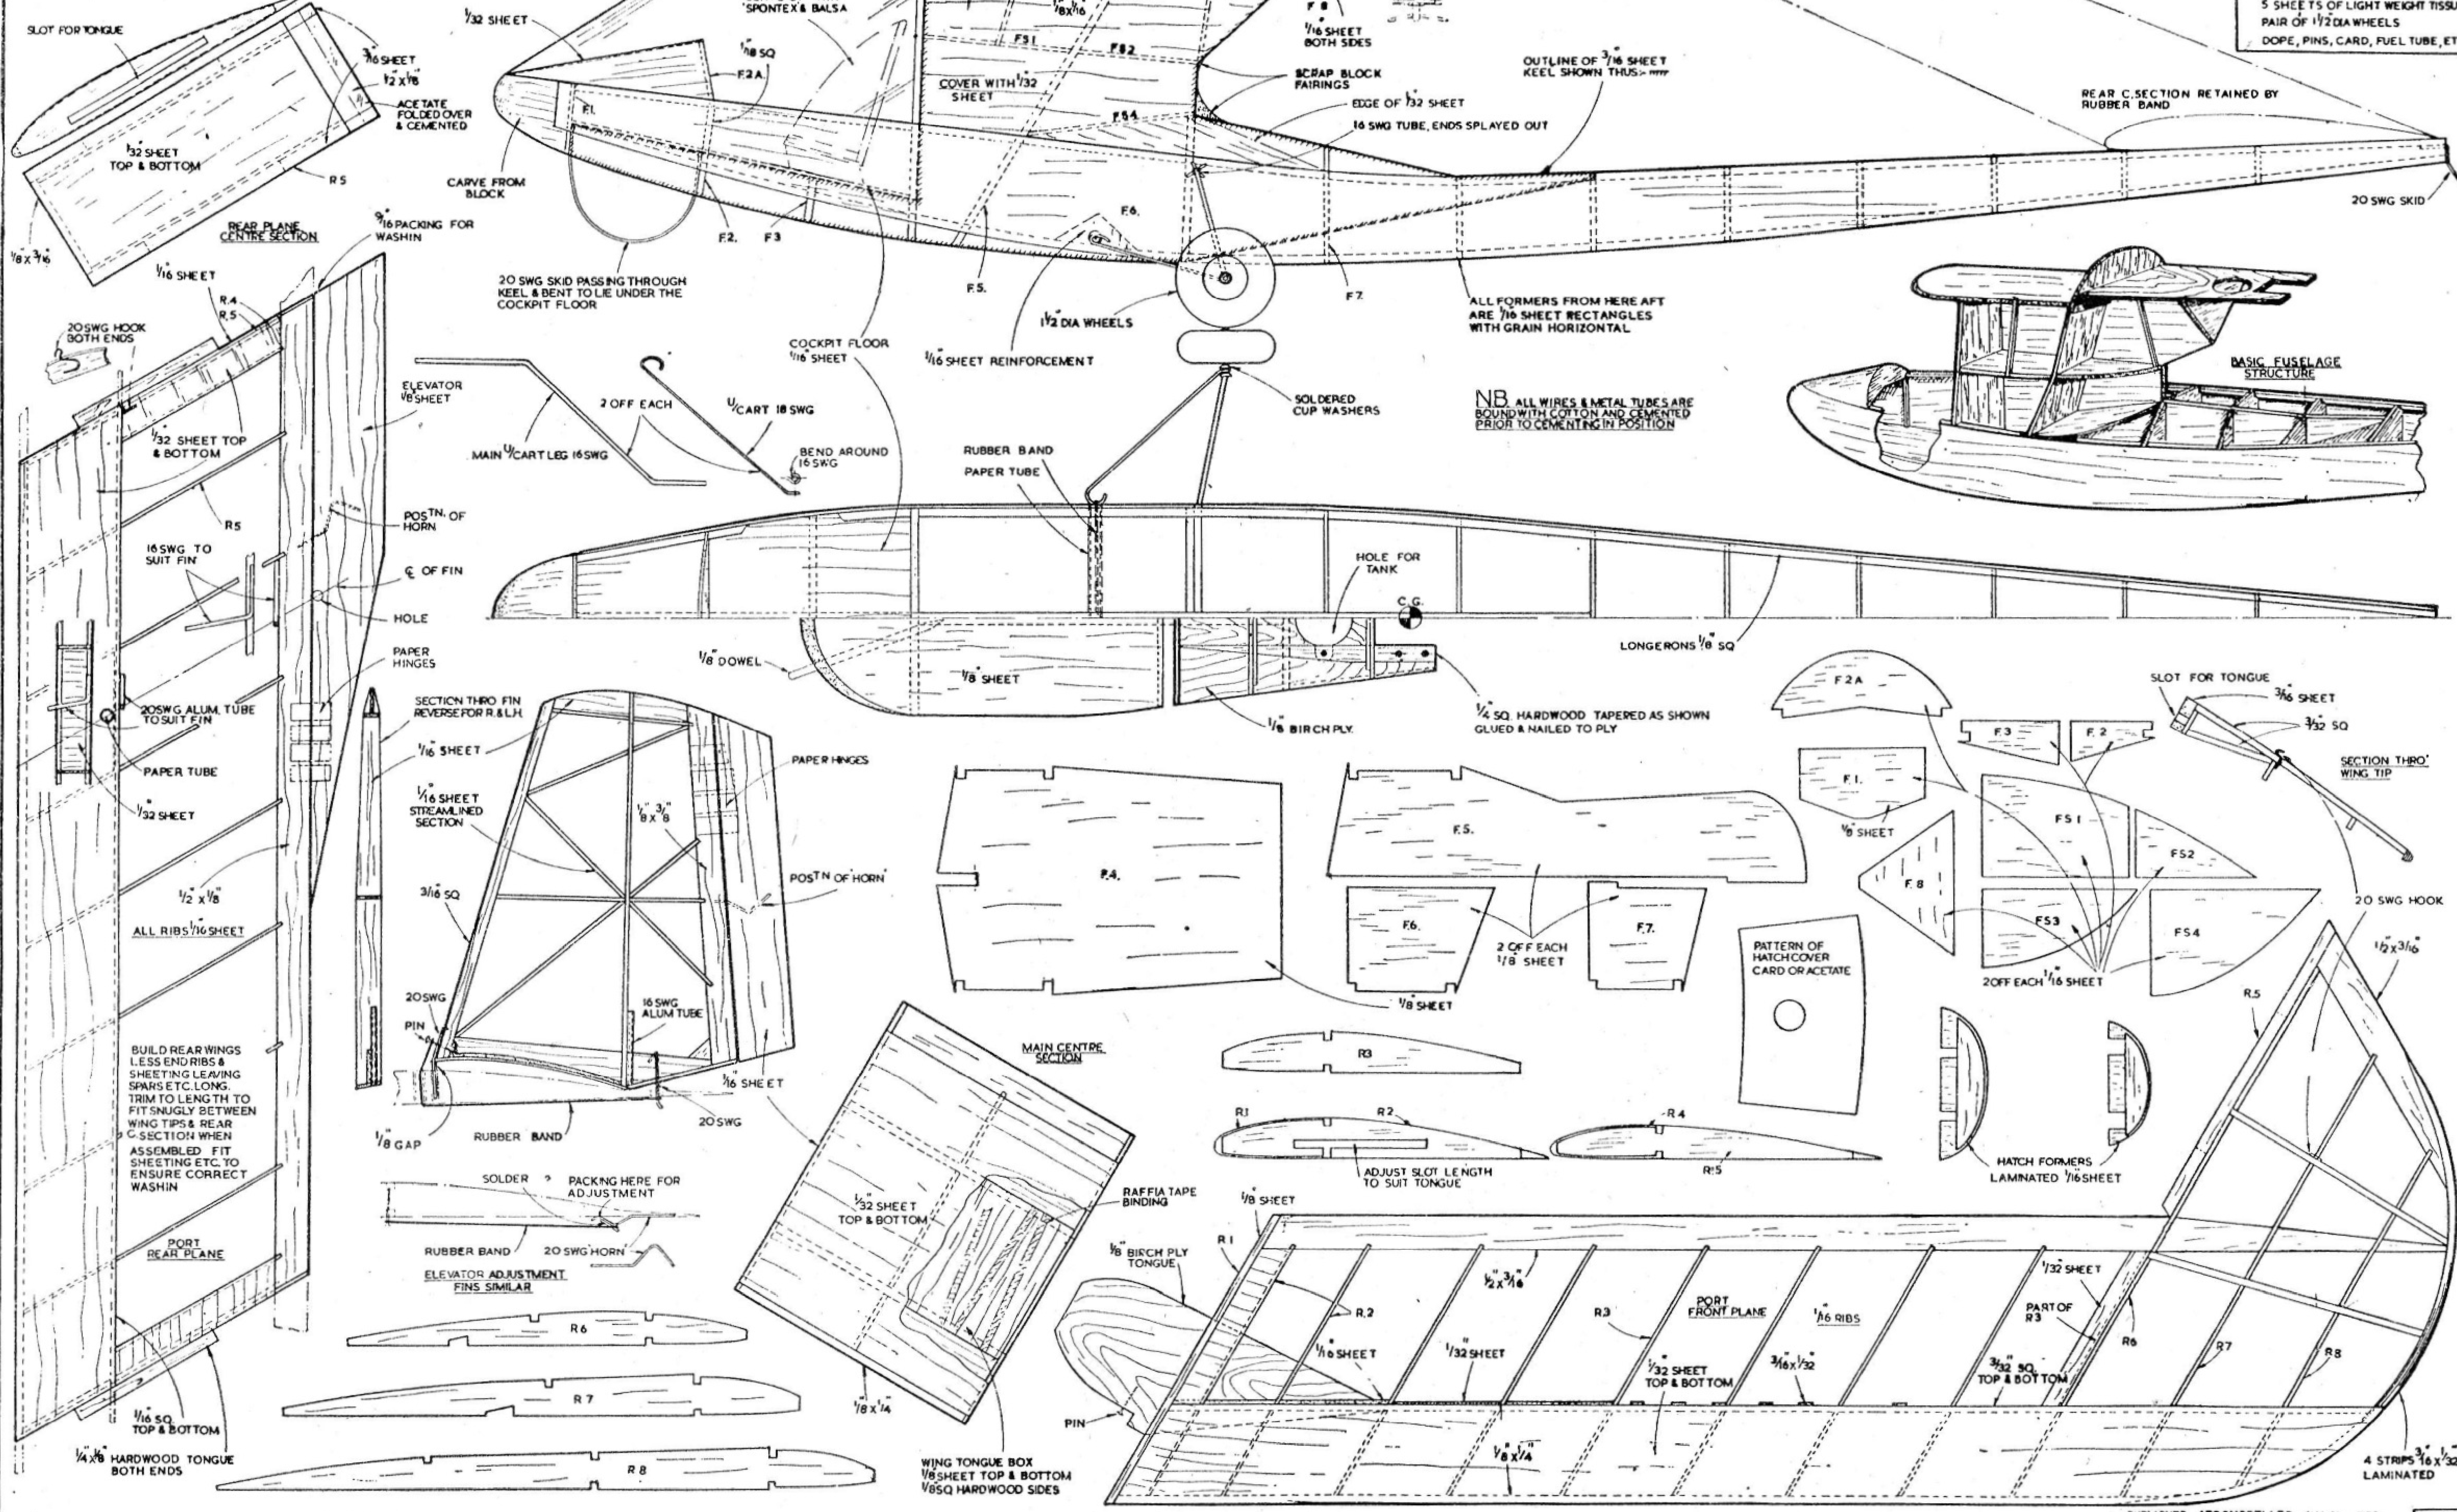 SLOT FOR TONGUE
3/16 SHEET
1/2" x 1/8"
ACETATE
FOLDED OVER
& CEMENTED
1/32 SHEET
TOP & BOTTOM
R5
1/8 x 3/16
REAR PLANE
CENTRE SECTION
1/32 SHEET
SPONTEX & BALSA
1/8 SQ
F.2A.
F.1.
CARVE FROM
BLOCK
F.2.
F3
20 SWG SKID PASSING THROUGH
KEEL & BENT TO LIE UNDER THE
COCKPIT FLOOR
FS1
FS2
COVER WITH 1/32
SHEET
FS4
F 8
1/16 SHEET
BOTH SIDES
SCRAP BLOCK
FAIRINGS
EDGE OF 1/32 SHEET
16 SWG TUBE, ENDS SPLAYED OUT
OUTLINE OF 3/16 SHEET
KEEL SHOWN THUS:-
5 SHEETS OF LIGHT WEIGHT TISSU
PAIR OF 1 1/2" DIA WHEELS
DOPE, PINS, CARD, FUEL TUBE, ET
REAR C.SECTION RETAINED BY
RUBBER BAND
20 SWG SKID
F.5.
F.6.
F 7.
1 1/2" DIA WHEELS
1/16 SHEET REINFORCEMENT
ALL FORMERS FROM HERE AFT
ARE 1/16 SHEET RECTANGLES
WITH GRAIN HORIZONTAL
BASIC FUSELAGE
STRUCTURE
9/16 PACKING FOR
WASHIN
1/16 SHEET
R.4
R.5
20 SWG HOOK
BOTH ENDS
ELEVATOR
1/8 SHEET
1/32 SHEET TOP
& BOTTOM
R5
16 SWG TO
SUIT FIN
POSTN. OF
HORN
℄ OF FIN
HOLE
PAPER
HINGES
20 SWG ALUM. TUBE
TO SUIT FIN
PAPER TUBE
1/32 SHEET
1/2" x 1/8"
ALL RIBS 1/16 SHEET
BUILD REAR WINGS
LESS END RIBS &
SHEETING LEAVING
SPARS ETC. LONG.
TRIM TO LENGTH TO
FIT SNUGLY BETWEEN
WING TIPS & REAR
C.SECTION WHEN
ASSEMBLED FIT
SHEETING ETC. TO
ENSURE CORRECT
WASHIN
PORT
REAR PLANE
1/16 SQ
TOP & BOTTOM
1/4 x 1/8 HARDWOOD TONGUE
BOTH ENDS
MAIN U/CART LEG 16 SWG
2 OFF EACH
U/CART 18 SWG
BEND AROUND
16 SWG
COCKPIT FLOOR
1/16 SHEET
RUBBER BAND
PAPER TUBE
SOLDERED
CUP WASHERS
NB. ALL WIRES & METAL TUBES ARE
BOUND WITH COTTON AND CEMENTED
PRIOR TO CEMENTING IN POSITION
HOLE FOR
TANK
C.G.
LONGERONS 1/8 SQ
1/8 DOWEL
1/8 SHEET
1/8 BIRCH PLY.
1/4 SQ. HARDWOOD TAPERED AS SHOWN
GLUED & NAILED TO PLY
SECTION THRO FIN
REVERSE FOR R.& L.H.
1/16 SHEET
1/16 SHEET
STREAMLINED
SECTION
1/8" x 3/8"
PAPER HINGES
POSTN OF 'HORN'
3/16 SQ
20 SWG
PIN
16 SWG
ALUM TUBE
3/16 SHEET
1/8 GAP
RUBBER BAND
20 SWG
SOLDER
PACKING HERE FOR
ADJUSTMENT
RUBBER BAND
20 SWG 'HORN'
ELEVATOR ADJUSTMENT
FINS SIMILAR
R6
R 7
R 8
F.4.
1/8 SHEET
F.5.
F.6.
F.7.
2 OFF EACH
1/8" SHEET
F 2A
F.3
F. 2
F.1.
1/8 SHEET
FS1
FS2
F. 8
FS3
FS4
2 OFF EACH 1/16 SHEET
SLOT FOR TONGUE
3/16 SHEET
3/32 SQ
SECTION THRO'
WING TIP
20 SWG HOOK
PATTERN OF
HATCH COVER
CARD OR ACETATE
HATCH FORMERS
LAMINATED 1/16 SHEET
MAIN CENTRE
SECTION
1/32 SHEET
TOP & BOTTOM
RAFFIA TAPE
BINDING
1/8 x 1/4
WING TONGUE BOX
1/8 SHEET TOP & BOTTOM
1/8 SQ HARDWOOD SIDES
R3
R1
R2
ADJUST SLOT LENGTH
TO SUIT TONGUE
R 4
R.5
1/8 SHEET
R 1
1/8 BIRCH PLY
TONGUE
PIN
R.2
1/16 SHEET
1/32 SHEET
1/2 x 3/16
R3
PORT
FRONT PLANE
1/16 RIBS
1/32 SHEET
TOP & BOTTOM
3/16 x 1/32
3/32 SQ.
TOP & BOTTOM
1/32 SHEET
PART OF
R3
R6
R7
R8
R.5
1/2 x 3/16
1/8 x 1/4
4 STRIPS 3/16 x 1/32
LAMINATED